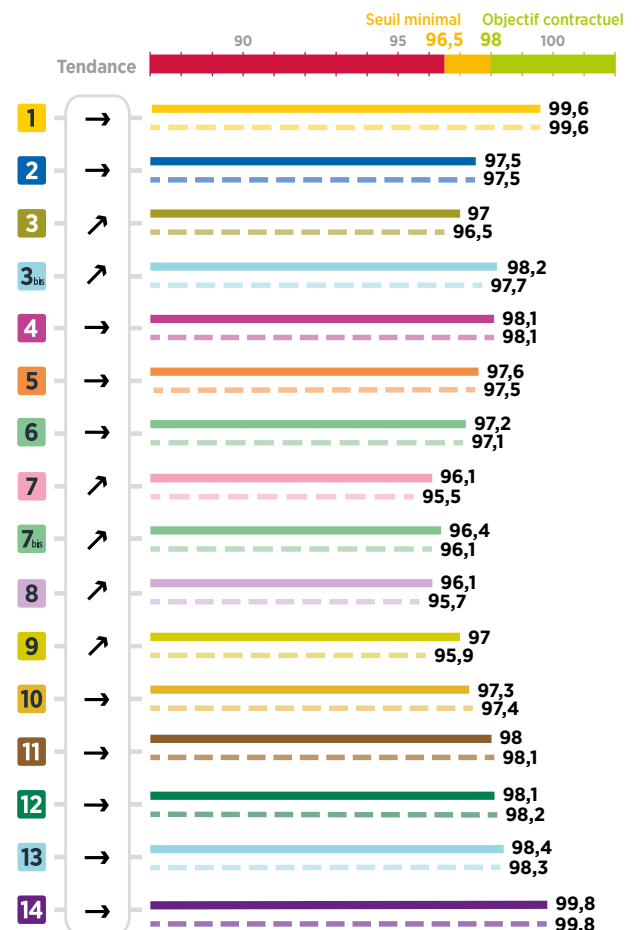 Seuil minimal Objectif contractuel
90 95 96,5 98 100
Tendance
1 → 99,6
99,6
2 → 97,5
97,5
3 ↗ 97
96,5
3bis ↗ 98,2
97,7
4 → 98,1
98,1
5 → 97,6
97,5
6 → 97,2
97,1
7 ↗ 96,1
95,5
7bis ↗ 96,4
96,1
8 ↗ 96,1
95,7
9 ↗ 97
95,9
10 → 97,3
97,4
11 → 98
98,1
12 → 98,1
98,2
13 → 98,4
98,3
14 → 99,8
99,8